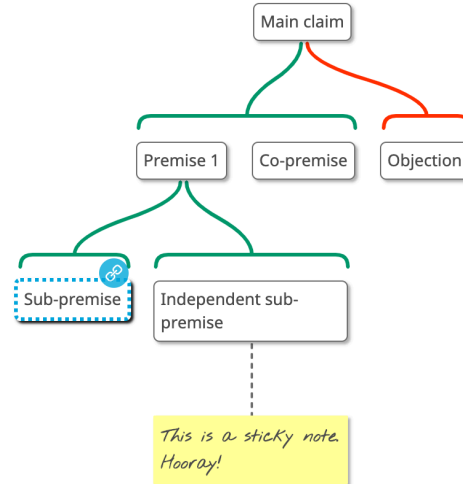 Main claim
Premise 1
Co-premise
Objection
Sub-premise
Independent sub-
premise
This is a sticky note.
Hooray!